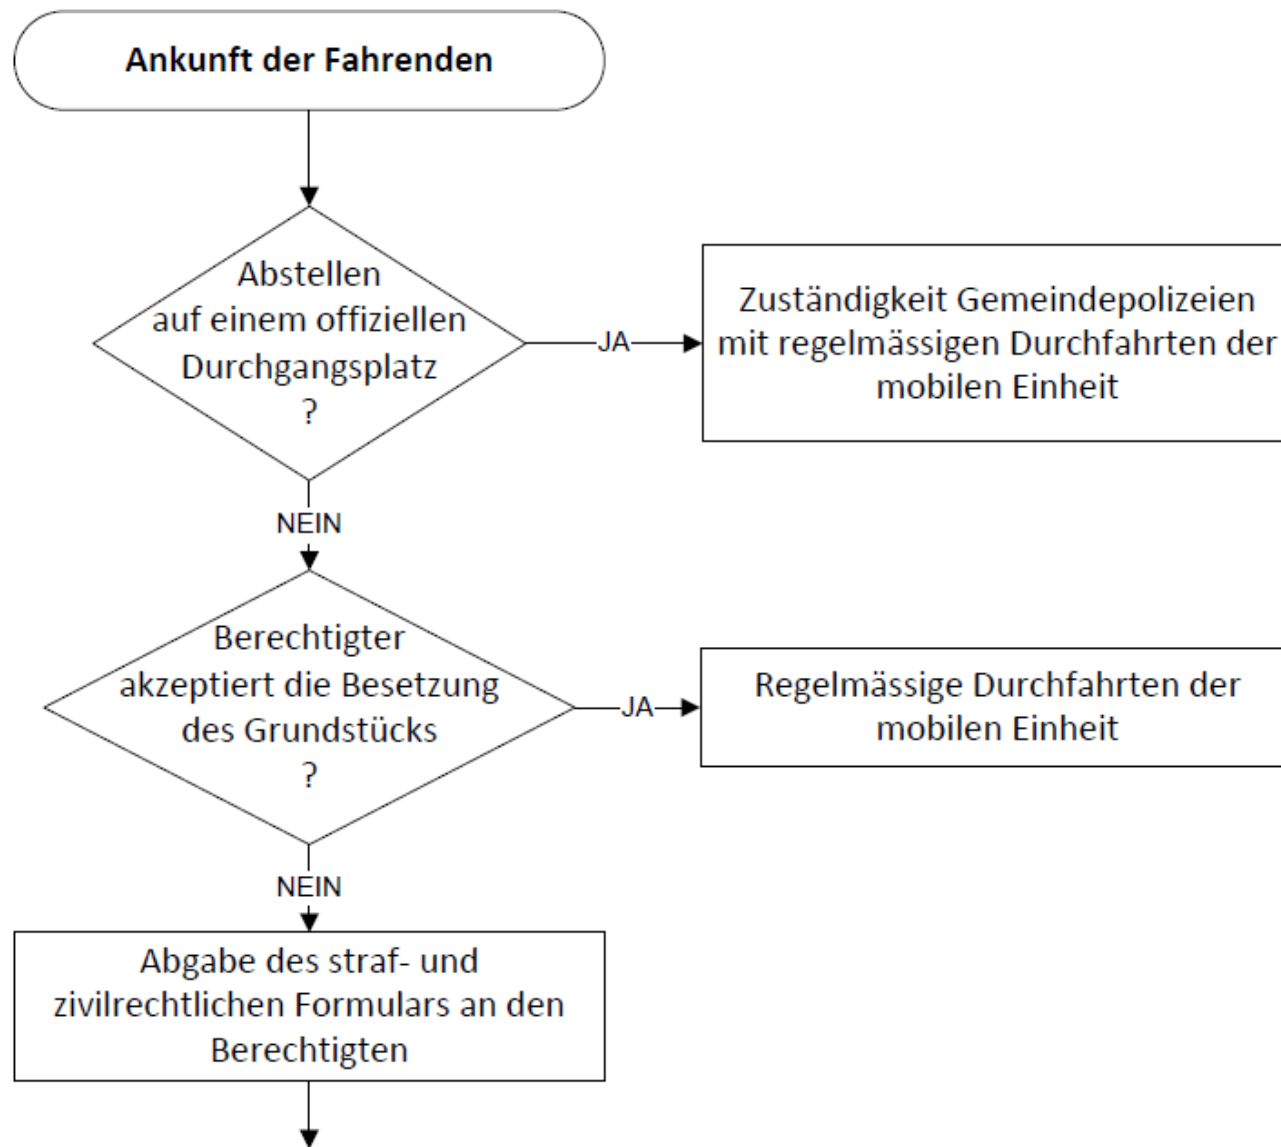 Ankunft der Fahrenden
Abstellen
auf einem offiziellen
Durchgangsplatz
?
JA
Zuständigkeit Gemeindepolizeien
mit regelmässigen Durchfahrten der
mobilen Einheit
NEIN
Berechtigter
akzeptiert die Besetzung
des Grundstücks
?
JA
Regelmässige Durchfahrten der
mobilen Einheit
NEIN
Abgabe des straf- und
zivilrechtlichen Formulars an den
Berechtigten